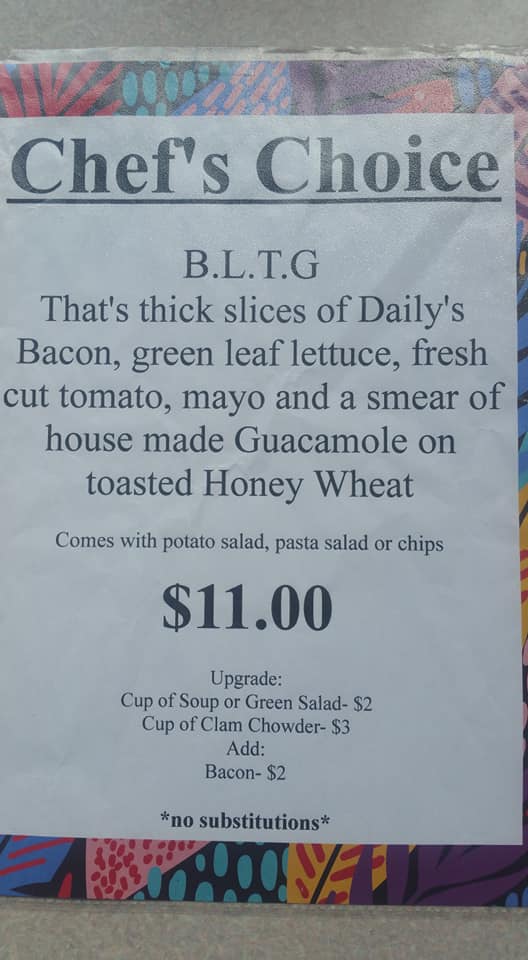 Chef's Choice
B.L.T.G
That's thick slices of Daily's
Bacon, green leaf lettuce, fresh
cut tomato, mayo and a smear of
house made Guacamole on
toasted Honey Wheat
Comes with potato salad, pasta salad or chips
$11.00
Upgrade:
Cup of Soup or Green Salad- $2
Cup of Clam Chowder- $3
Add:
Bacon- $2
*no substitutions*